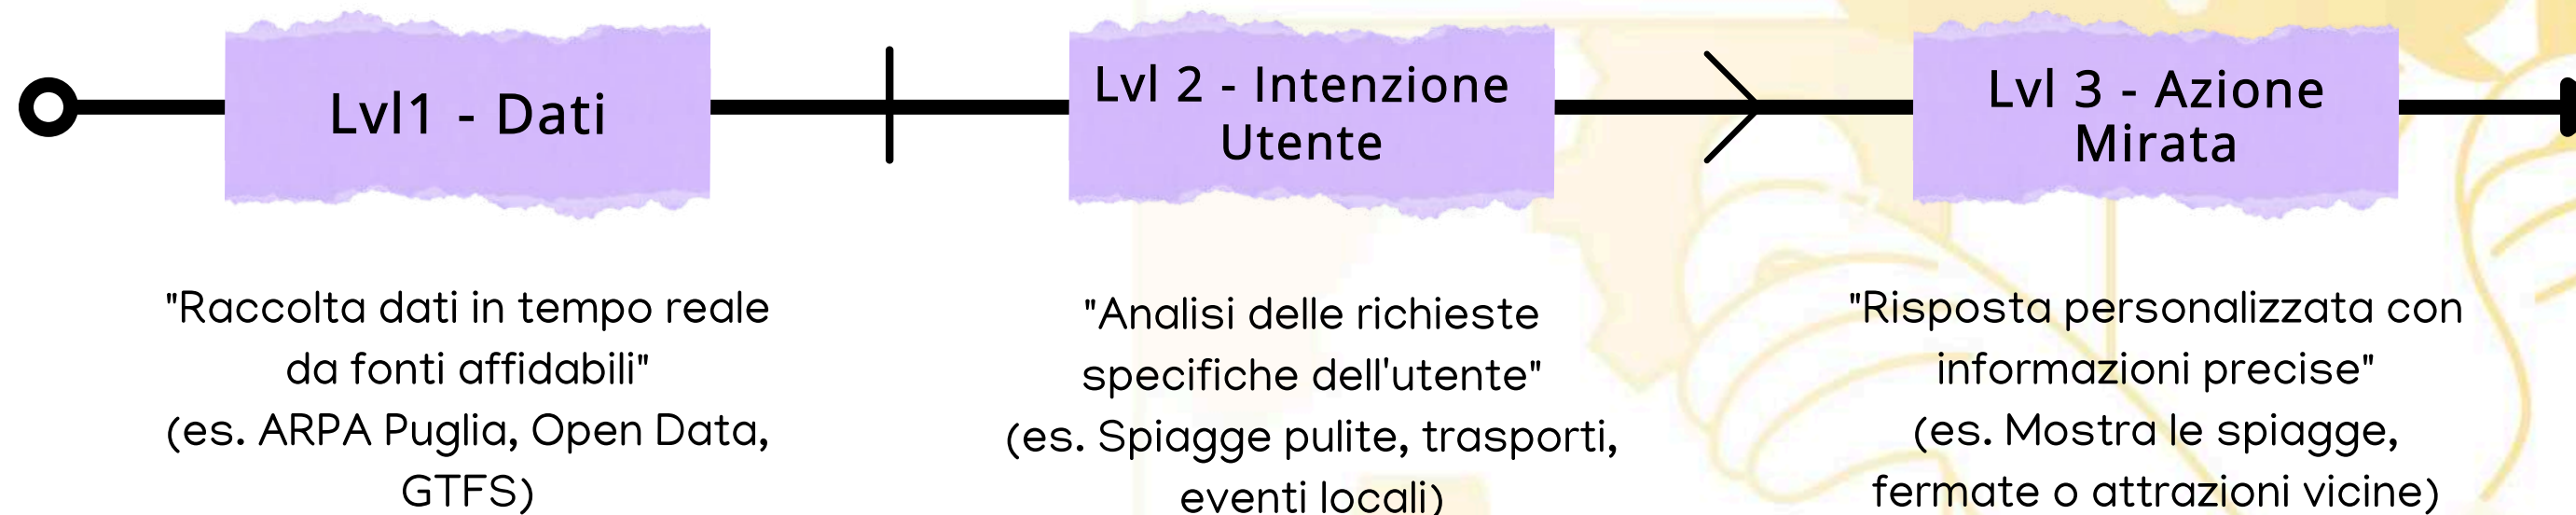 Lvl1 - Dati
"Raccolta dati in tempo reale
da fonti affidabili"
(es. ARPA Puglia, Open Data,
GTFS)
Lvl 2 - Intenzione
Utente
"Analisi delle richieste
specifiche dell'utente"
(es. Spiagge pulite, trasporti,
eventi locali)
Lvl 3 - Azione
Mirata
"Risposta personalizzata con
informazioni precise"
(es. Mostra le spiagge,
fermate o attrazioni vicine)